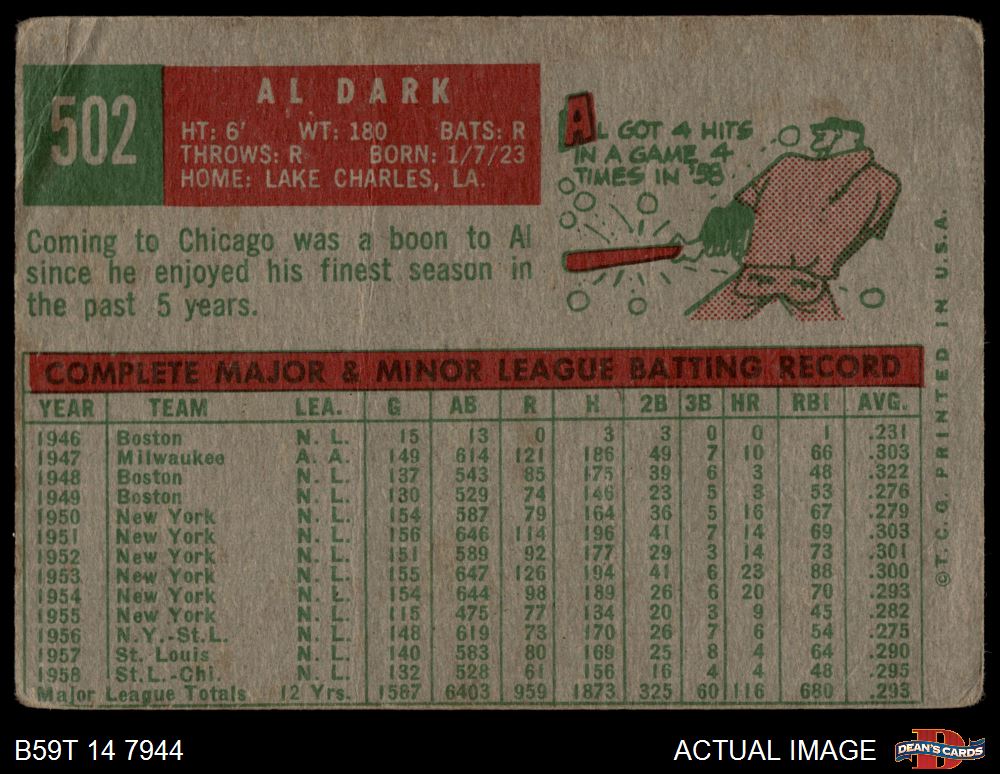 502
AL DARK
HT: 6' WT: 180 BATS: R
THROWS: R BORN: 1/7/23
HOME: LAKE CHARLES, LA.
AL GOT 4 HITS
IN A GAME 4
TIMES IN '58.
Coming to Chicago was a boon to Al
since he enjoyed his finest season in
the past 5 years.
COMPLETE MAJOR & MINOR LEAGUE BATTING RECORD
YEAR TEAM LEA. G AB R H 2B 3B HR RBI AVG.
1946 Boston N. L. 15 13 0 3 3 0 0 1 .231
1947 Milwaukee A. A. 149 614 121 186 49 7 10 66 .303
1948 Boston N. L. 137 543 85 175 39 6 3 48 .322
1949 Boston N. L. 130 529 74 146 23 5 3 53 .276
1950 New York N. L. 154 587 79 164 36 5 16 67 .279
1951 New York N. L. 156 646 114 196 41 7 14 69 .303
1952 New York N. L. 151 589 92 177 29 3 14 73 .301
1953 New York N. L. 155 647 126 194 41 6 23 88 .300
1954 New York N. L. 154 644 98 189 26 6 20 70 .293
1955 New York N. L. 115 475 77 134 20 3 9 45 .282
1956 N.Y.-St.L. N. L. 148 619 73 170 26 7 6 54 .275
1957 St. Louis N. L. 140 583 80 169 25 8 4 64 .290
1958 St.L.-Chi. N. L. 132 528 61 156 16 4 4 48 .295
Major League Totals 12 Yrs. 1587 6403 959 1873 325 60 116 680 .293
©T.C.G. PRINTED IN U.S.A.
B59T 14 7944
ACTUAL IMAGE
DEAN'S CARDS